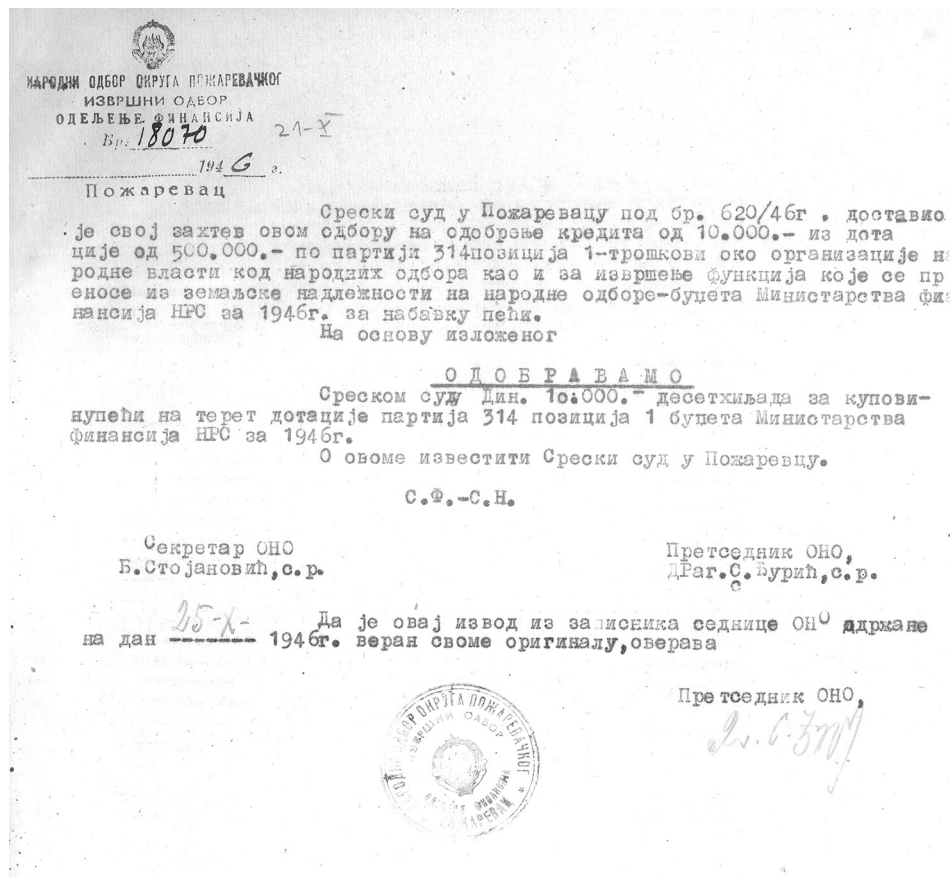 НАРОДНИ ОДБОР ОКРУГА ПОЖАРЕВАЧКОГ
ИЗВРШНИ ОДБОР
ОДЕЉЕЊЕ ФИНАНСИЈА
Бр. 18070
21-X
1946 г.
Пожаревац
Срески суд у Пожаревацу под бр. 620/46г . доставио
је свој захтев овом одбору на одобрење кредита од 10.000.- из дота
ције од 500.000.- по партији 314позиција 1-трошкови око организације на
родне власти код народних одбора као и за извршење функција које се пр
еносе из земаљске надлежности на народне одборе-буџета Министарства фи
нансија НРС за 1946г. за набавку пећи.
На основу изложеног
О Д О Б Р А В А М О
Среском суду Дин. 10.000.- десетхиљада за купови-
нупећи на терет дотације партија 314 позиција 1 буџета Министарства
финансија НРС за 1946г.
О овоме известити Срески суд у Пожаревцу.
С.Ф.-С.Н.
Секретар ОНО
Б.Стојановић,с.р.
Претседник ОНО,
ДРаг.С.Ђурић,с.р.
Да је овај извод из записника седнице ОНО адржане
на дан 25-X- 1946г. веран своме оригиналу,оверава
Претседник ОНО,
НАРОДНИ ОДБОР ОКРУГА ПОЖАРЕВАЧКОГ
ИЗВРШНИ ОДБОР
ОДЕЉЕЊЕ ФИНАНСИЈА
ПОЖАРЕВАЦ